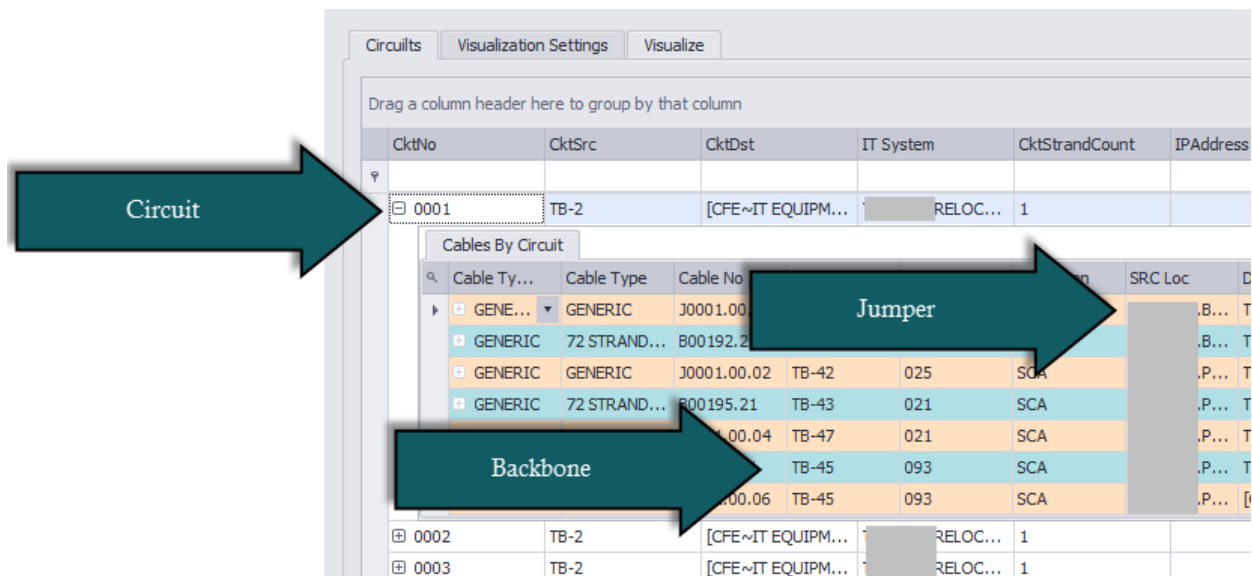 Circuilts Visualization Settings Visualize
Drag a column header here to group by that column
CktNo CktSrc CktDst IT System CktStrandCount IPAddress
Circuit
0001 TB-2 [CFE~IT EQUIPM... RELOC... 1
Cables By Circuit
Cable Ty... Cable Type Cable No SRC Loc
Jumper
GENE... GENERIC J0001.00. .B...
GENERIC 72 STRAND... B00192.2 .B...
GENERIC GENERIC J0001.00.02 TB-42 025 SCA .P...
GENERIC 72 STRAND... B00195.21 TB-43 021 SCA .P...
.00.04 TB-47 021 SCA .P...
Backbone
TB-45 093 SCA .P...
.00.06 TB-45 093 SCA .P...
0002 TB-2 [CFE~IT EQUIPM... RELOC... 1
0003 TB-2 [CFE~IT EQUIPM... RELOC... 1